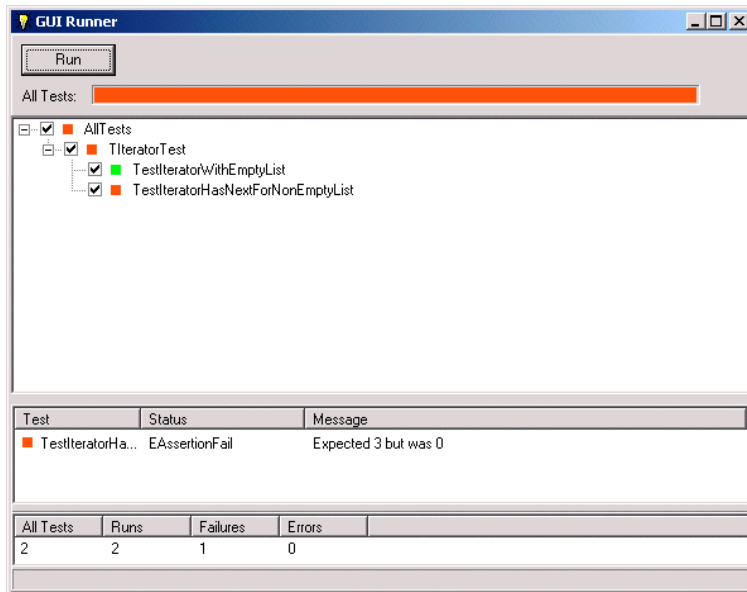 GUI Runner
Run
All Tests:
AllTests
TIteratorTest
TestIteratorWithEmptyList
TestIteratorHasNextForNonEmptyList
Test Status Message
TestIteratorHa... EAssertionFail Expected 3 but was 0
All Tests Runs Failures Errors
2 2 1 0